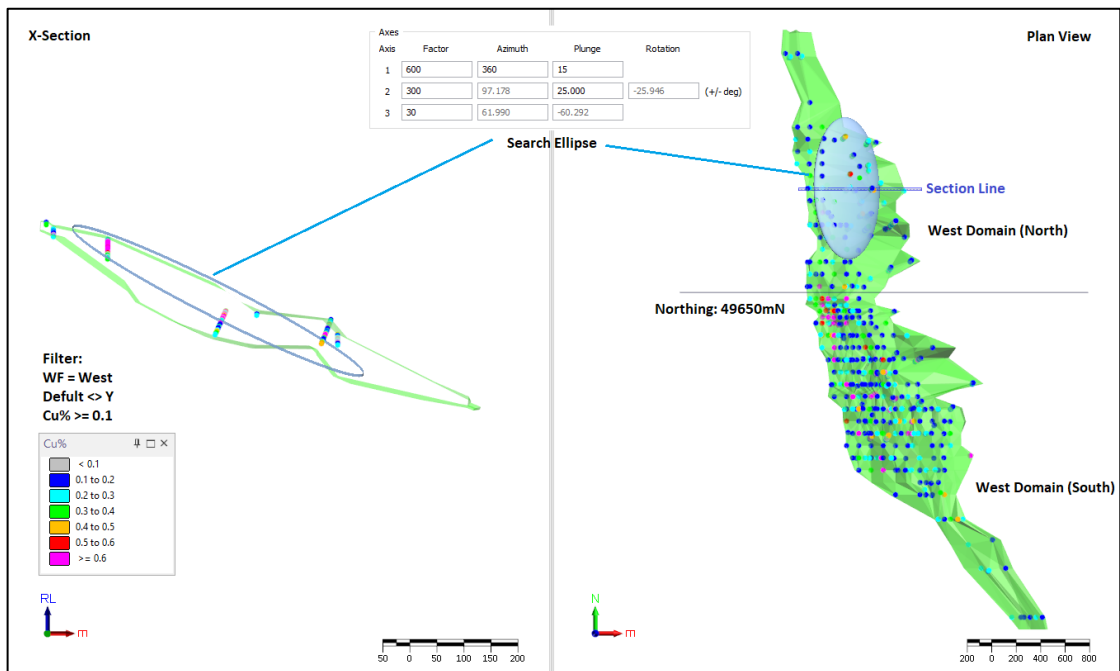 X-Section
Plan View
Axes
Axis Factor Azimuth Plunge Rotation
1 600 360 15
2 300 97.178 25.000 -25.946 (+/- deg)
3 30 61.990 -60.292
Search Ellipse
Section Line
West Domain (North)
Northing: 49650mN
Filter:
WF = West
Defult <> Y
Cu% >= 0.1
Cu%
< 0.1
0.1 to 0.2
0.2 to 0.3
0.3 to 0.4
0.4 to 0.5
0.5 to 0.6
>= 0.6
West Domain (South)
RL
E
50 0 50 100 150 200
N
E
200 0 200 400 600 800